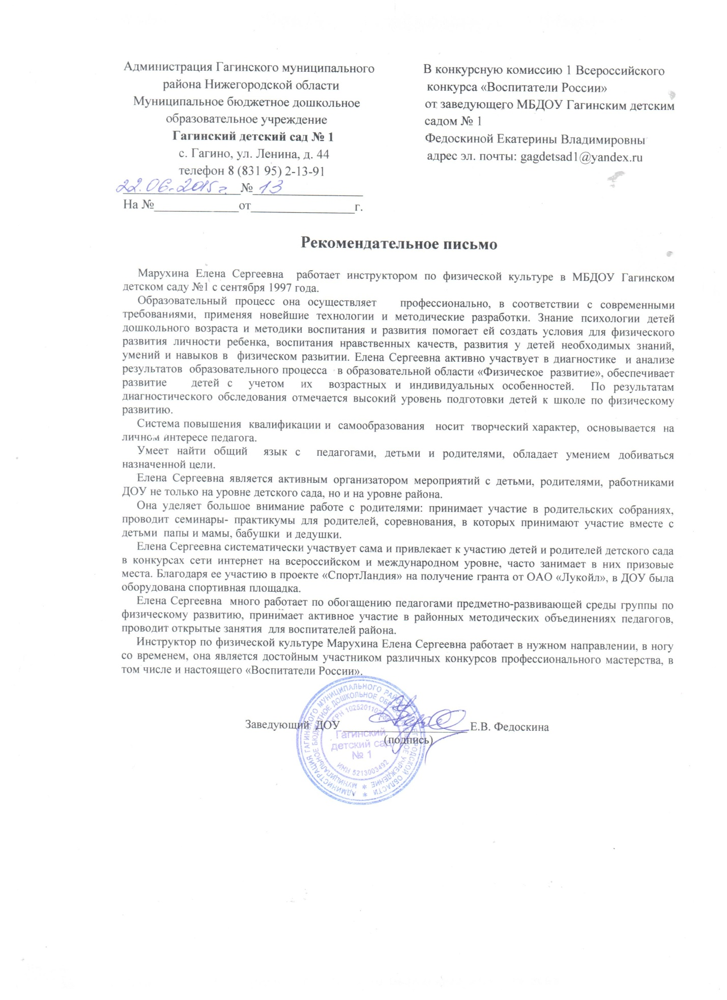 Администрация Гагинского муниципального
района Нижегородской области
Муниципальное бюджетное дошкольное
образовательное учреждение
Гагинский детский сад № 1
с. Гагино, ул. Ленина, д. 44
телефон 8 (831 95) 2-13-91
22.06.2015 г. № 13
На №_____________от________________г.
В конкурсную комиссию 1 Всероссийского
конкурса «Воспитатели России»
от заведующего МБДОУ Гагинским детским
садом № 1
Федоскиной Екатерины Владимировны
адрес эл. почты: gagdetsad1@yandex.ru
Рекомендательное письмо
Марухина Елена Сергеевна работает инструктором по физической культуре в МБДОУ Гагинском
детском саду №1 с сентября 1997 года.
Образовательный процесс она осуществляет профессионально, в соответствии с современными
требованиями, применяя новейшие технологии и методические разработки. Знание психологии детей
дошкольного возраста и методики воспитания и развития помогает ей создать условия для физического
развития личности ребенка, воспитания нравственных качеств, развития у детей необходимых знаний,
умений и навыков в физическом развитии. Елена Сергеевна активно участвует в диагностике и анализе
результатов образовательного процесса в образовательной области «Физическое развитие», обеспечивает
развитие детей с учетом их возрастных и индивидуальных особенностей. По результатам
диагностического обследования отмечается высокий уровень подготовки детей к школе по физическому
развитию.
Система повышения квалификации и самообразования носит творческий характер, основывается на
личном интересе педагога.
Умеет найти общий язык с педагогами, детьми и родителями, обладает умением добиваться
назначенной цели.
Елена Сергеевна является активным организатором мероприятий с детьми, родителями, работниками
ДОУ не только на уровне детского сада, но и на уровне района.
Она уделяет большое внимание работе с родителями: принимает участие в родительских собраниях,
проводит семинары- практикумы для родителей, соревнования, в которых принимают участие вместе с
детьми папы и мамы, бабушки и дедушки.
Елена Сергеевна систематически участвует сама и привлекает к участию детей и родителей детского сада
в конкурсах сети интернет на всероссийском и международном уровне, часто занимает в них призовые
места. Благодаря ее участию в проекте «СпортЛандия» на получение гранта от ОАО «Лукойл», в ДОУ была
оборудована спортивная площадка.
Елена Сергеевна много работает по обогащению педагогами предметно-развивающей среды группы по
физическому развитию, принимает активное участие в районных методических объединениях педагогов,
проводит открытые занятия для воспитателей района.
Инструктор по физической культуре Марухина Елена Сергеевна работает в нужном направлении, в ногу
со временем, она является достойным участником различных конкурсов профессионального мастерства, в
том числе и настоящего «Воспитатели России».
Заведующий ДОУ ____________________ Е.В. Федоскина
(подпись)
АДМИНИСТРАЦИЯ ГАГИНСКОГО МУНИЦИПАЛЬНОГО РАЙОНА НИЖЕГОРОДСКОЙ ОБЛАСТИ *
МУНИЦИПАЛЬНОЕ БЮДЖЕТНОЕ ДОШКОЛЬНОЕ ОБРАЗОВАТЕЛЬНОЕ УЧРЕЖДЕНИЕ *
Гагинский
детский сад
№ 1
ИНН 5213003492